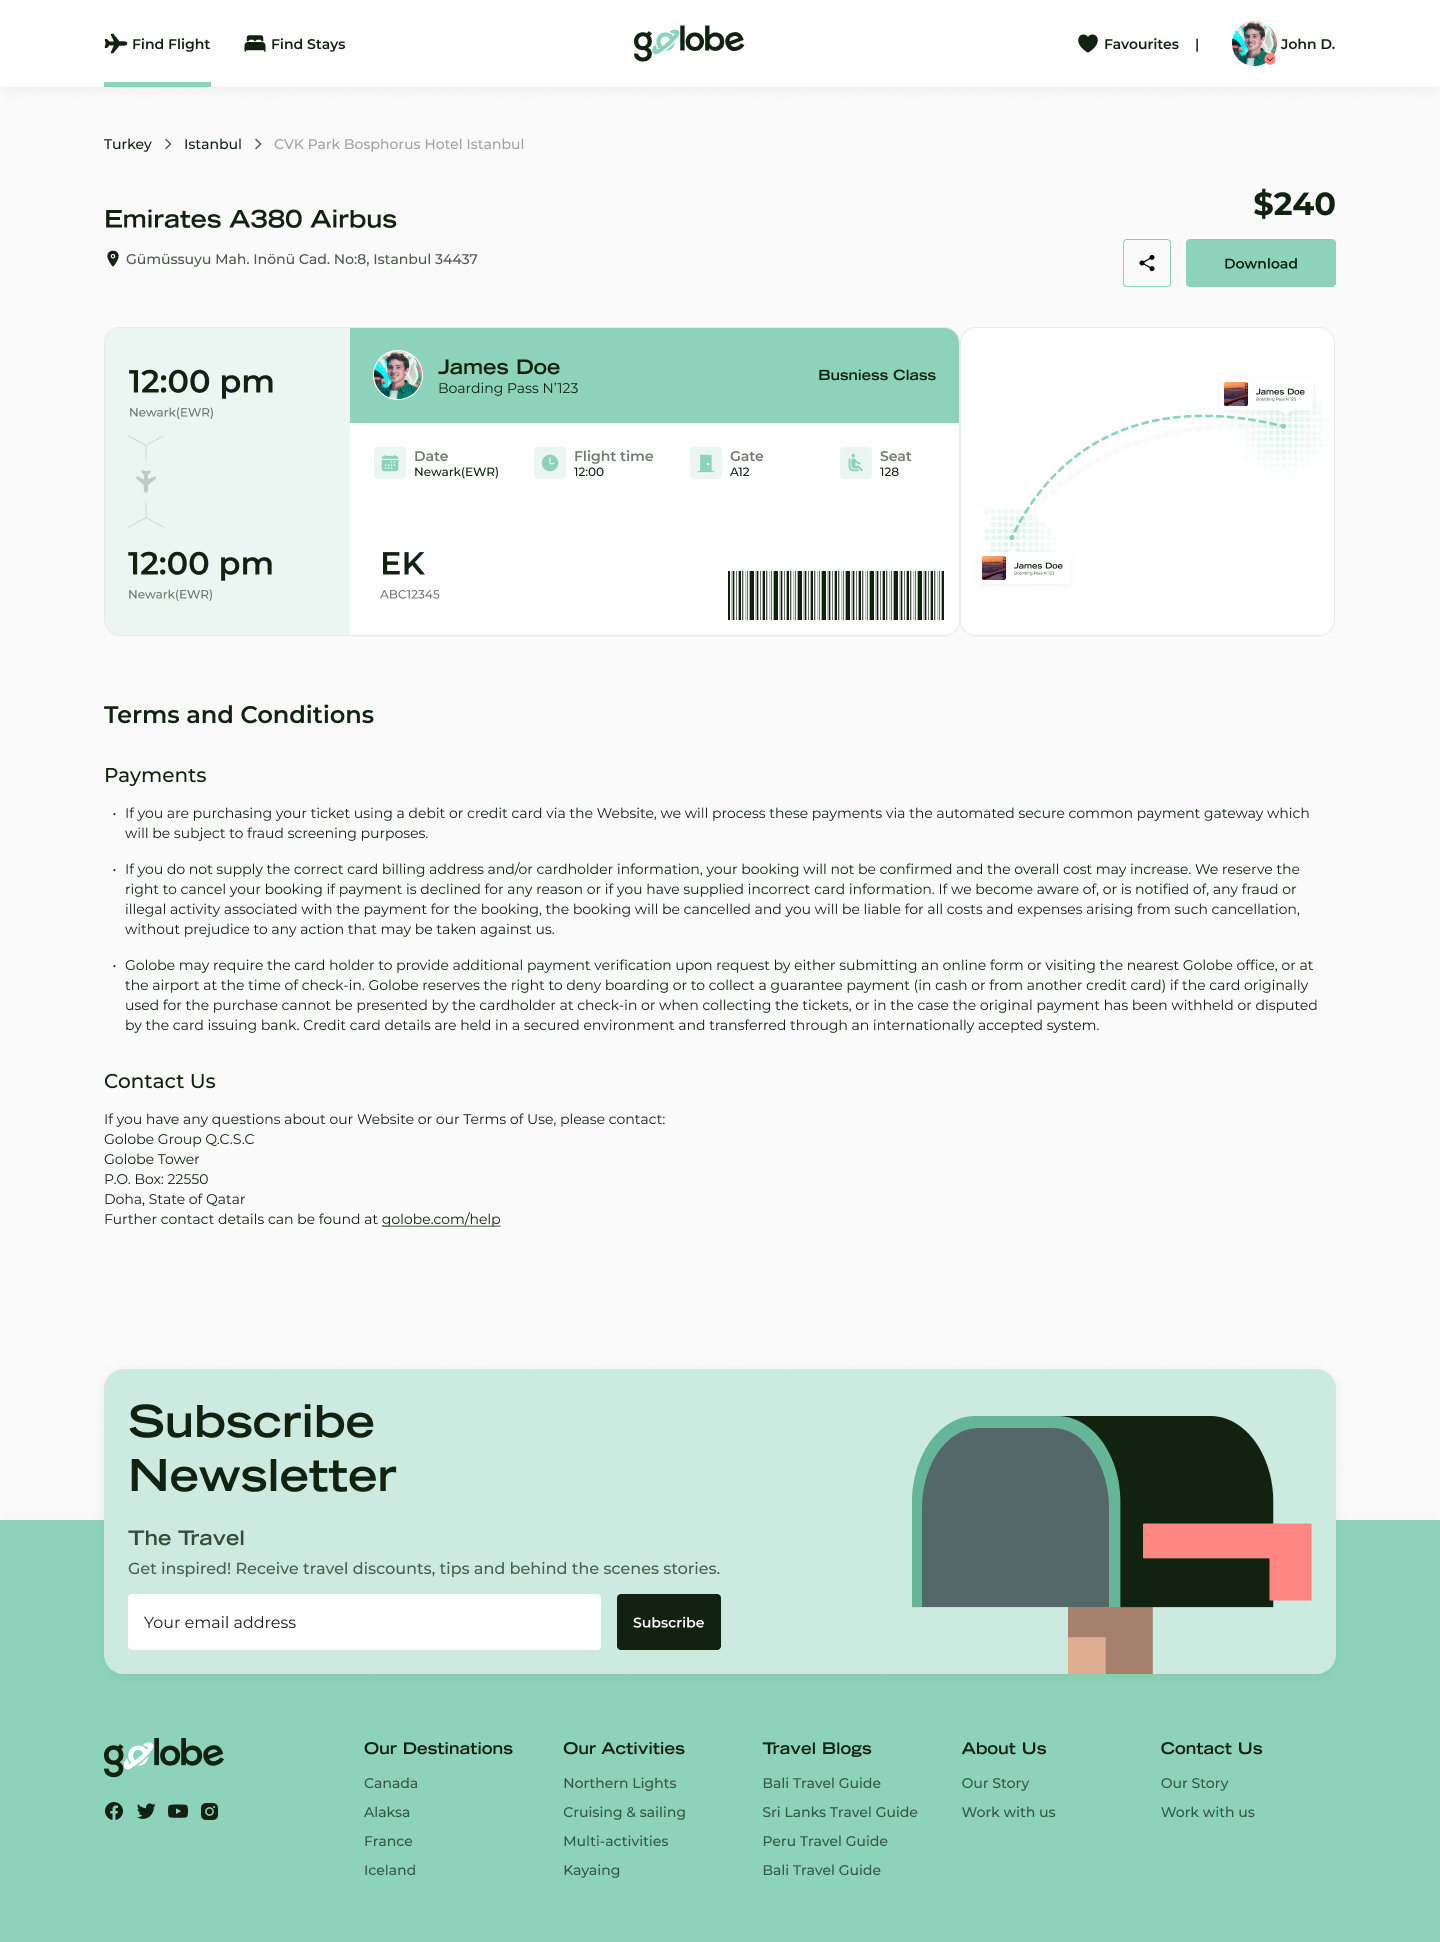 Find Flight
Find Stays
golobe
Favourites
|
John D.
Turkey
Istanbul
CVK Park Bosphorus Hotel Istanbul
Emirates A380 Airbus
Gümüssuyu Mah. Inönü Cad. No:8, Istanbul 34437
$240
Download
12:00 pm
Newark(EWR)
12:00 pm
Newark(EWR)
James Doe
Boarding Pass N'123
Busniess Class
Date
Newark(EWR)
Flight time
12:00
Gate
A12
Seat
128
EK
ABC12345
James Doe
Boarding Pass N'123
James Doe
Boarding Pass N'123
Terms and Conditions
Payments
• If you are purchasing your ticket using a debit or credit card via the Website, we will process these payments via the automated secure common payment gateway which
will be subject to fraud screening purposes.
• If you do not supply the correct card billing address and/or cardholder information, your booking will not be confirmed and the overall cost may increase. We reserve the
right to cancel your booking if payment is declined for any reason or if you have supplied incorrect card information. If we become aware of, or is notified of, any fraud or
illegal activity associated with the payment for the booking, the booking will be cancelled and you will be liable for all costs and expenses arising from such cancellation,
without prejudice to any action that may be taken against us.
• Golobe may require the card holder to provide additional payment verification upon request by either submitting an online form or visiting the nearest Golobe office, or at
the airport at the time of check-in. Golobe reserves the right to deny boarding or to collect a guarantee payment (in cash or from another credit card) if the card originally
used for the purchase cannot be presented by the cardholder at check-in or when collecting the tickets, or in the case the original payment has been withheld or disputed
by the card issuing bank. Credit card details are held in a secured environment and transferred through an internationally accepted system.
Contact Us
If you have any questions about our Website or our Terms of Use, please contact:
Golobe Group Q.C.S.C
Golobe Tower
P.O. Box: 22550
Doha, State of Qatar
Further contact details can be found at golobe.com/help
Subscribe
Newsletter
The Travel
Get inspired! Receive travel discounts, tips and behind the scenes stories.
Your email address
Subscribe
golobe
Our Destinations
Canada
Alaksa
France
Iceland
Our Activities
Northern Lights
Cruising & sailing
Multi-activities
Kayaing
Travel Blogs
Bali Travel Guide
Sri Lanks Travel Guide
Peru Travel Guide
Bali Travel Guide
About Us
Our Story
Work with us
Contact Us
Our Story
Work with us